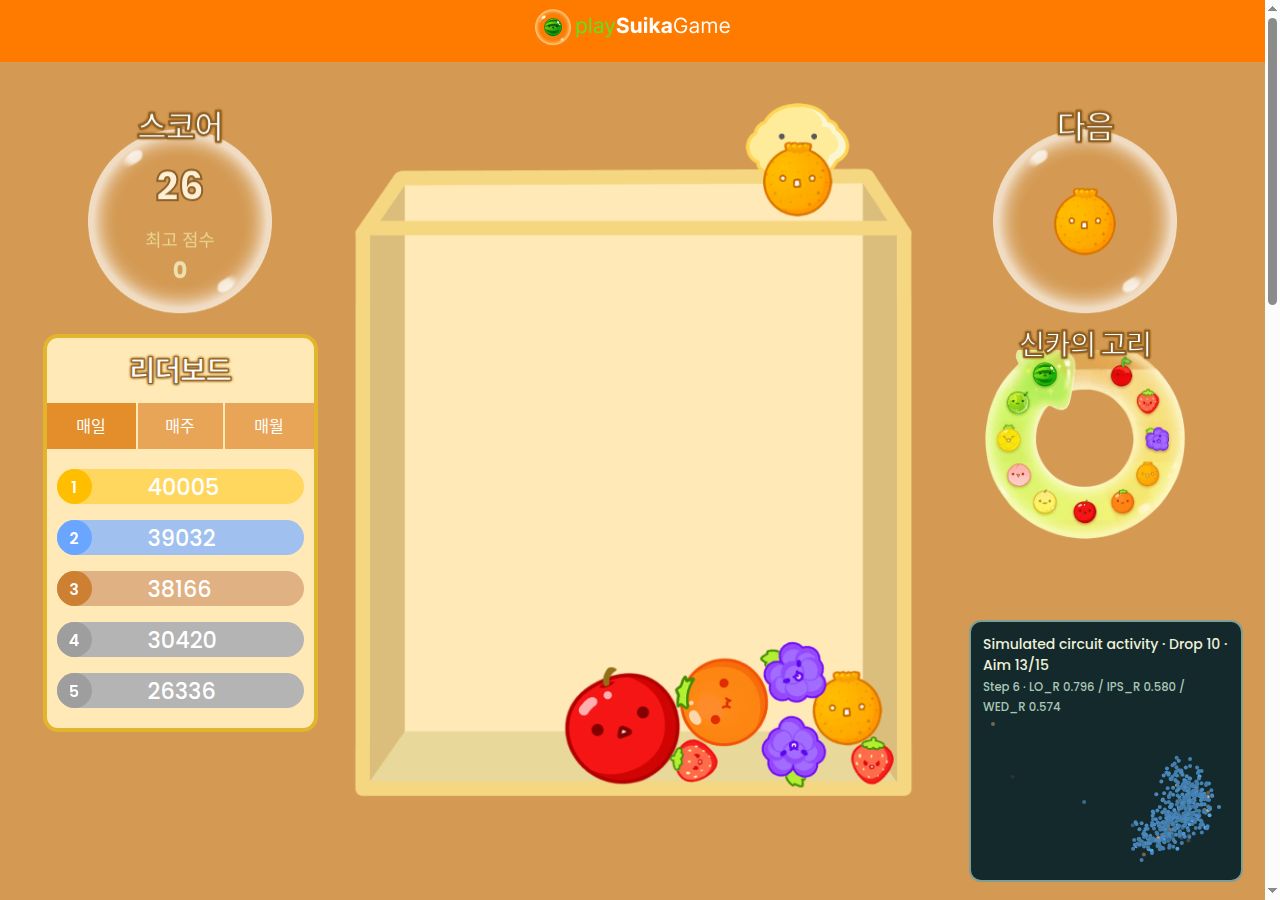 playSuikaGame
스코어
26
최고 점수
0
다음
신카의 고리
리더보드
매일 매주 매월
1 40005
2 39032
3 38166
4 30420
5 26336
Simulated circuit activity · Drop 10 ·
Aim 13/15
Step 6 · LO_R 0.796 / IPS_R 0.580 /
WED_R 0.574